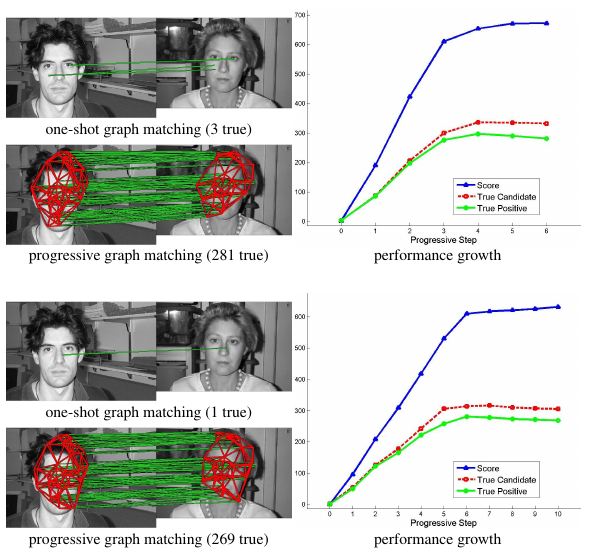 one-shot graph matching (3 true)
progressive graph matching (281 true)
700
600
500
400
300
200
100
0
0 1 2 3 4 5 6
Progressive Step
Score
True Candidate
True Positive
performance growth
one-shot graph matching (1 true)
progressive graph matching (269 true)
600
500
400
300
200
100
0
0 1 2 3 4 5 6 7 8 9 10
Progressive Step
Score
True Candidate
True Positive
performance growth